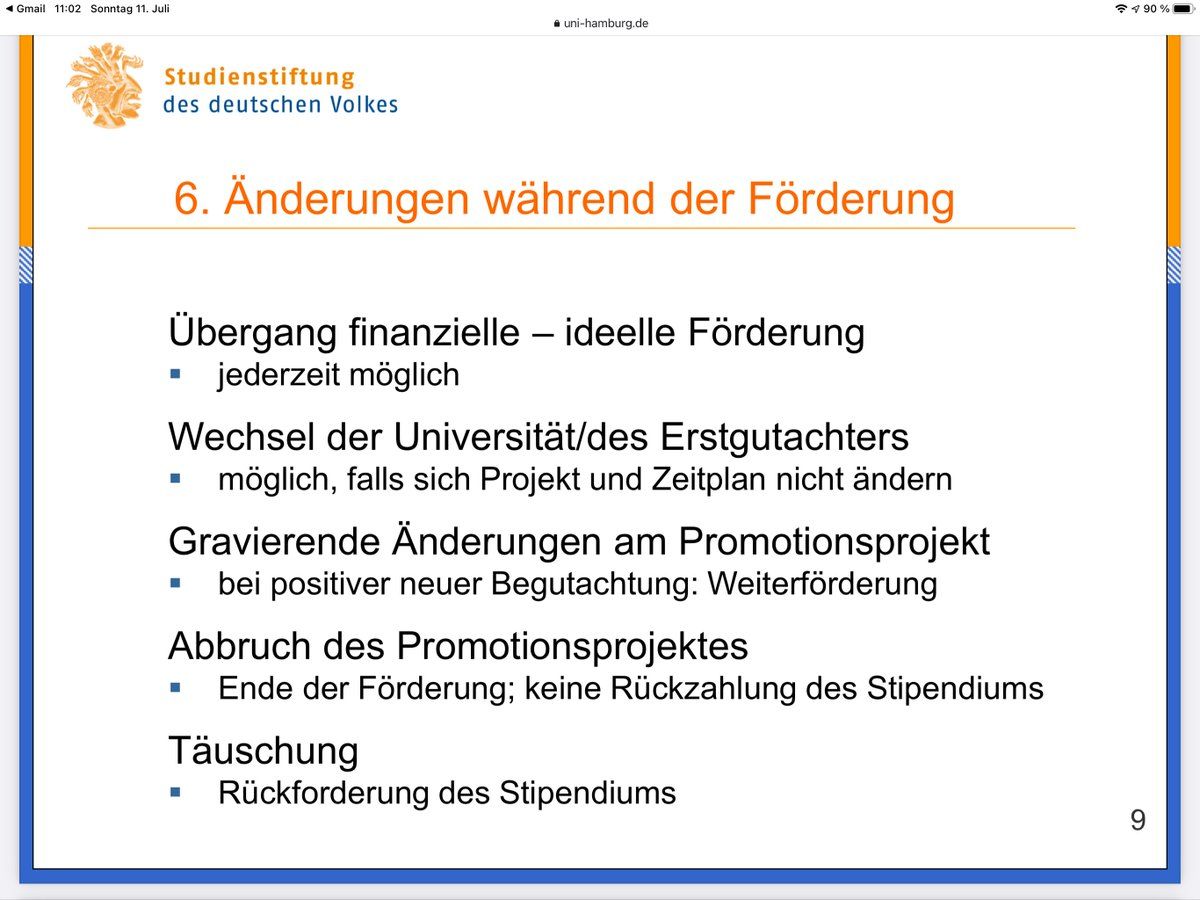 Gmail 11:02 Sonntag 11. Juli 90 %
uni-hamburg.de
Studienstiftung
des deutschen Volkes
6. Änderungen während der Förderung
Übergang finanzielle – ideelle Förderung
▪ jederzeit möglich
Wechsel der Universität/des Erstgutachters
▪ möglich, falls sich Projekt und Zeitplan nicht ändern
Gravierende Änderungen am Promotionsprojekt
▪ bei positiver neuer Begutachtung: Weiterförderung
Abbruch des Promotionsprojektes
▪ Ende der Förderung; keine Rückzahlung des Stipendiums
Täuschung
▪ Rückforderung des Stipendiums
9